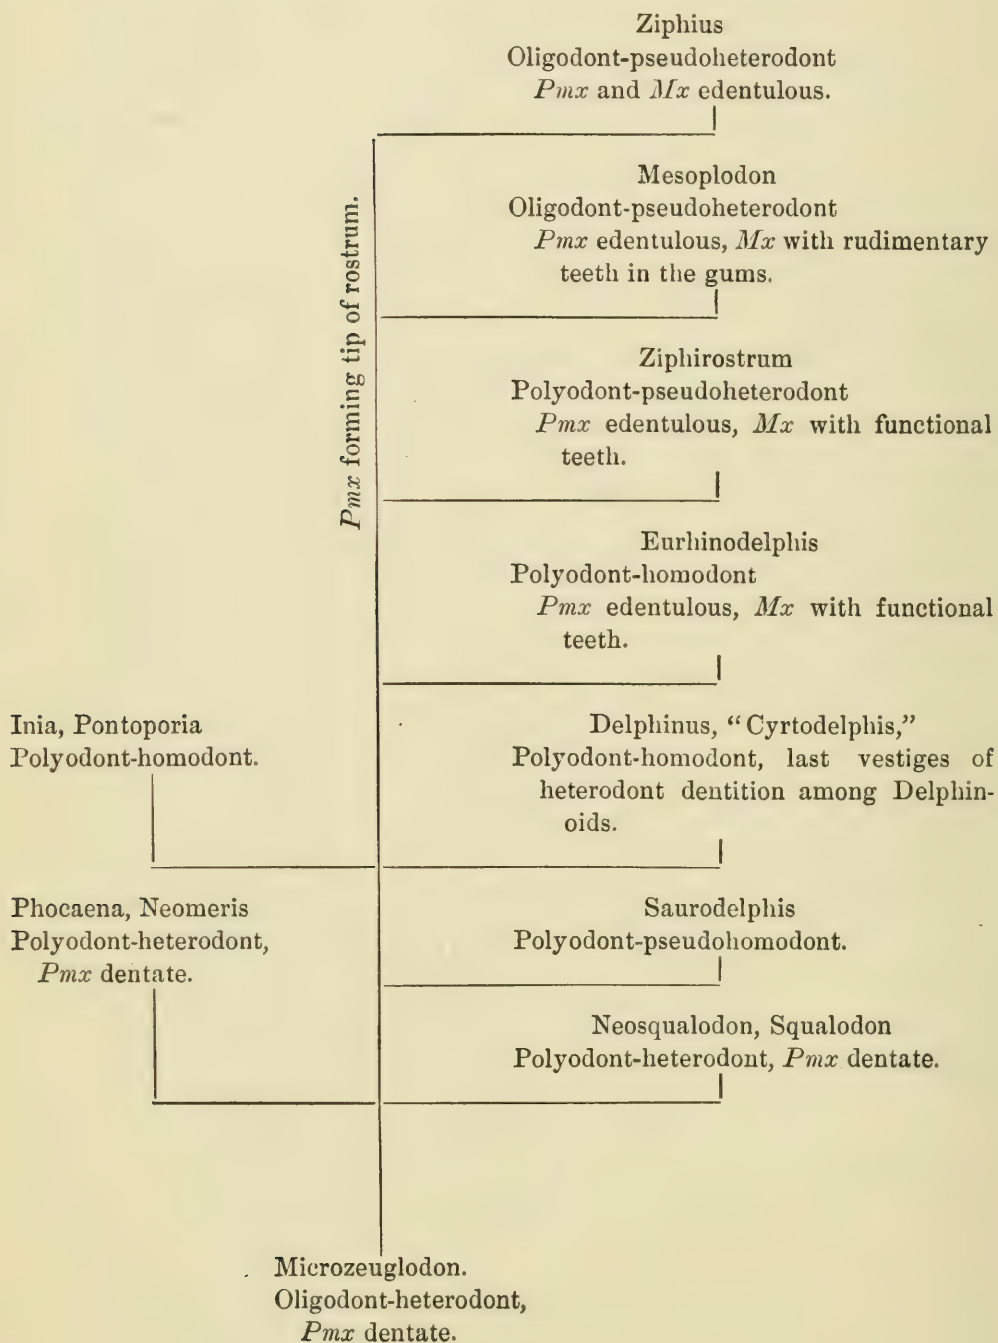 Ziphius
Oligodont-pseudoheterodont
Pmx and Mx edentulous.
Pmx forming tip of rostrum.
Mesoplodon
Oligodont-pseudoheterodont
Pmx edentulous, Mx with rudimentary
teeth in the gums.
Ziphirostrum
Polyodont-pseudoheterodont
Pmx edentulous, Mx with functional
teeth.
Eurhinodelphis
Polyodont-homodont
Pmx edentulous, Mx with functional
teeth.
Inia, Pontoporia
Polyodont-homodont.
Delphinus, “Cyrtodelphis,”
Polyodont-homodont, last vestiges of
heterodont dentition among Delphin-
oids.
Phocaena, Neomeris
Polyodont-heterodont,
Pmx dentate.
Saurodelphis
Polyodont-pseudohomodont.
Neosqualodon, Squalodon
Polyodont-heterodont, Pmx dentate.
Microzeuglodon.
Oligodont-heterodont,
Pmx dentate.